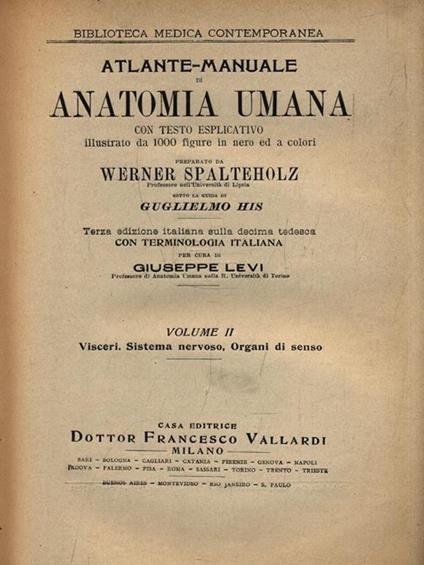 BIBLIOTECA MEDICA CONTEMPORANEA
ATLANTE-MANUALE
DI
ANATOMIA UMANA
CON TESTO ESPLICATIVO
illustrato da 1000 figure in nero ed a colori
PREPARATO DA
WERNER SPALTEHOLZ
Professore nell'Università di Lipsia
SOTTO LA GUIDA DI
GUGLIELMO HIS
Terza edizione italiana sulla decima tedesca
CON TERMINOLOGIA ITALIANA
PER CURA DI
GIUSEPPE LEVI
Professore di Anatomia Umana nella R. Università di Torino
VOLUME II
Visceri. Sistema nervoso, Organi di senso
CASA EDITRICE
DOTTOR FRANCESCO VALLARDI
MILANO
BARI - BOLOGNA - CAGLIARI - CATANIA - FIRENZE - GENOVA - NAPOLI
PADOVA - PALERMO - PISA - ROMA - SASSARI - TORINO - TRENTO - TRIESTE
BUENOS AIRES - MONTEVIDEO - RIO JANEIRO - S. PAULO